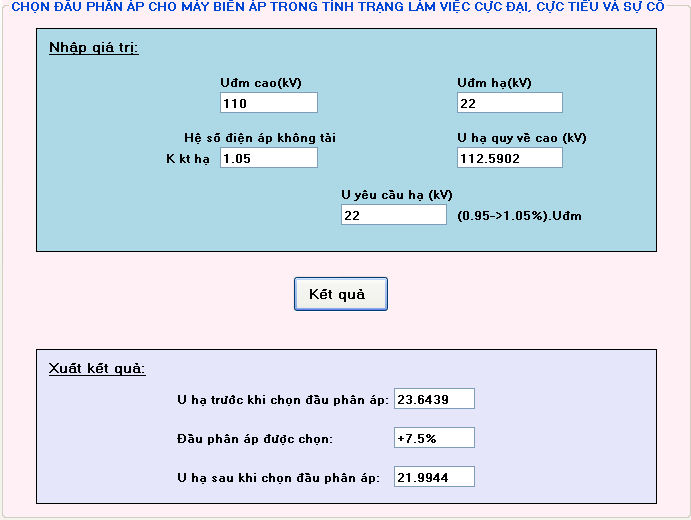 CHỌN ĐẦU PHÂN ÁP CHO MÁY BIẾN ÁP TRONG TÌNH TRẠNG LÀM VIỆC CỰC ĐẠI, CỰC TIỂU VÀ SỰ CỐ
Nhập giá trị:
Uđm cao(kV) Uđm hạ(kV)
110 22
Hệ số điện áp không tải U hạ quy về cao (kV)
K kt hạ 1.05 112.5902
U yêu cầu hạ (kV)
22 (0.95->1.05%).Uđm
Kết quả
Xuất kết quả:
U hạ trước khi chọn đầu phân áp: 23.6439
Đầu phân áp được chọn: +7.5%
U hạ sau khi chọn đầu phân áp: 21.9944